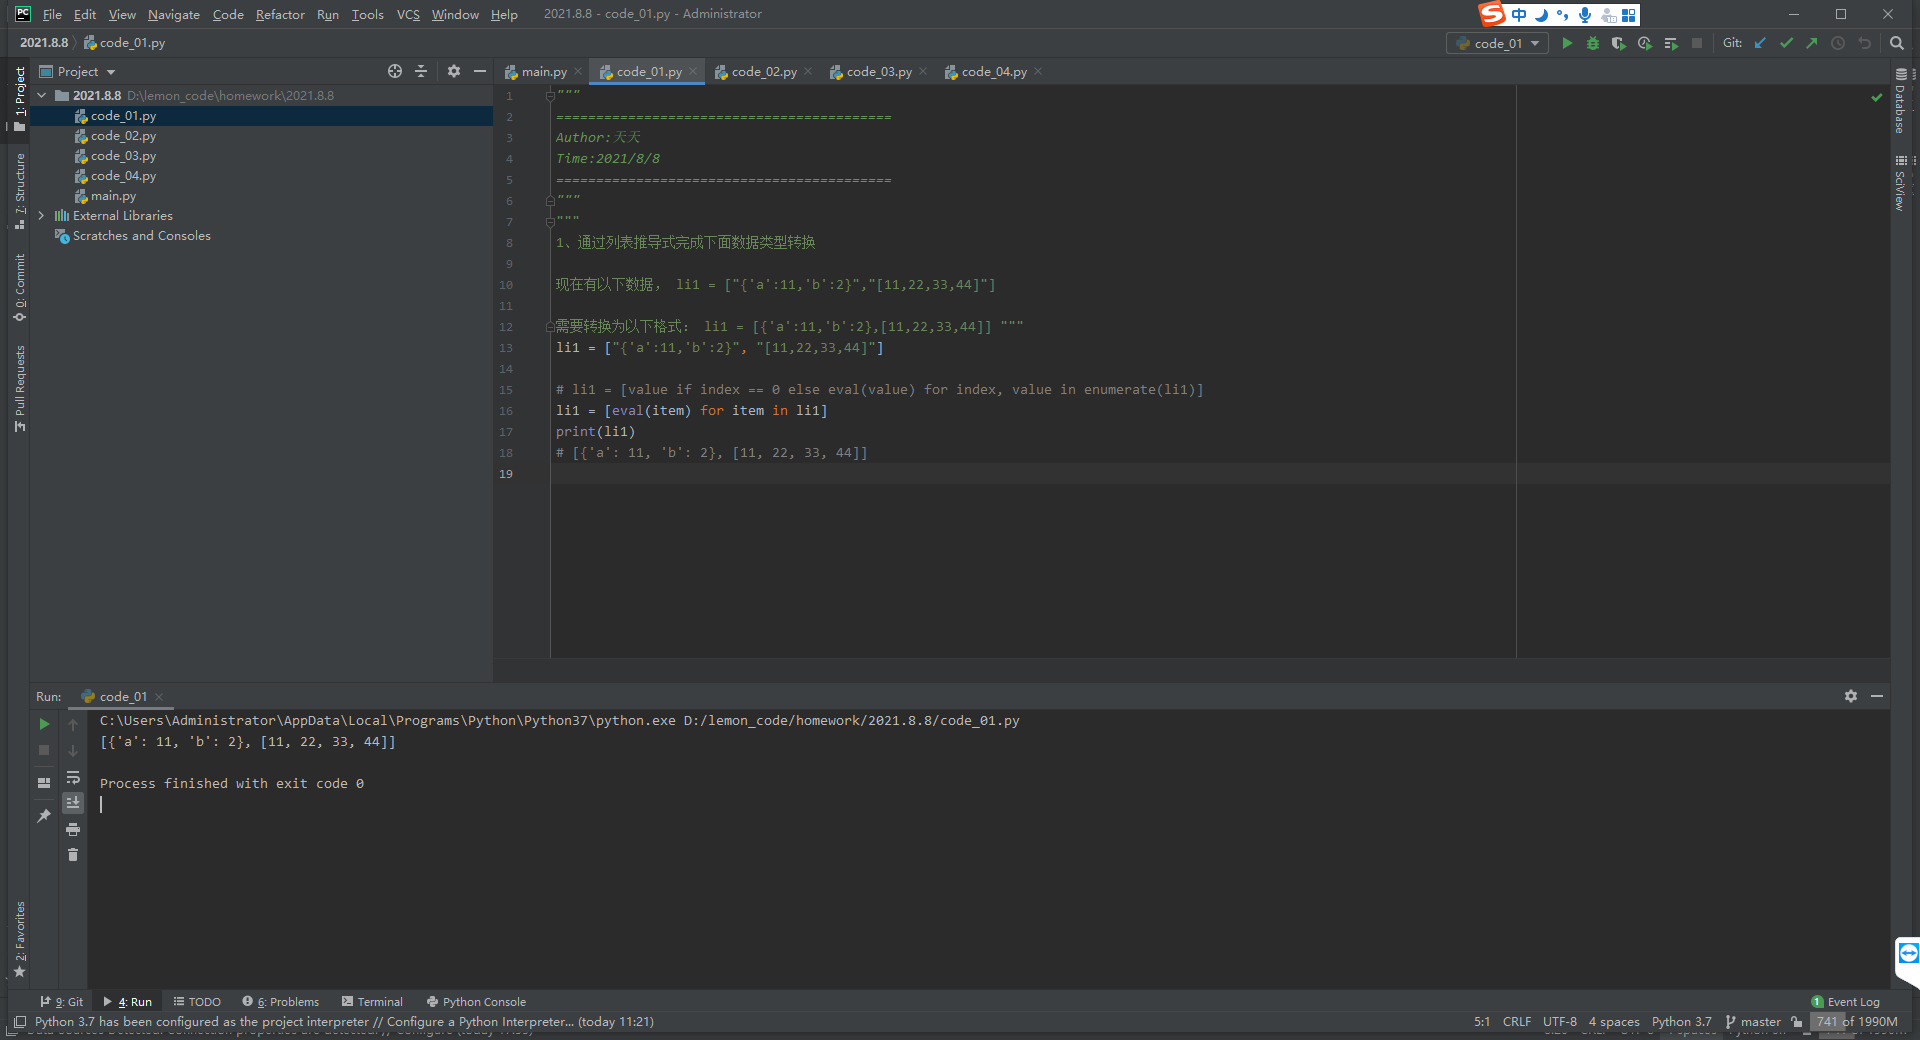 File Edit View Navigate Code Refactor Run Tools VCS Window Help 2021.8.8 - code_01.py - Administrator
中
2021.8.8 code_01.py
code_01 Git:
Project
main.py code_01.py code_02.py code_03.py code_04.py
1: Project
7: Structure
0: Commit
Pull Requests
2: Favorites
2021.8.8 D:\lemon_code\homework\2021.8.8
code_01.py
code_02.py
code_03.py
code_04.py
main.py
External Libraries
Scratches and Consoles
1 """
2 ==========================================
3 Author:天天
4 Time:2021/8/8
5 ==========================================
6 """
7 """
8 1、通过列表推导式完成下面数据类型转换
9
10 现在有以下数据， li1 = ["{'a':11,'b':2}","[11,22,33,44]"]
11
12 需要转换为以下格式： li1 = [{'a':11,'b':2},[11,22,33,44]] """
13 li1 = ["{'a':11,'b':2}", "[11,22,33,44]"]
14
15 # li1 = [value if index == 0 else eval(value) for index, value in enumerate(li1)]
16 li1 = [eval(item) for item in li1]
17 print(li1)
18 # [{'a': 11, 'b': 2}, [11, 22, 33, 44]]
19
Database
SciView
Run: code_01
C:\Users\Administrator\AppData\Local\Programs\Python\Python37\python.exe D:/lemon_code/homework/2021.8.8/code_01.py
[{'a': 11, 'b': 2}, [11, 22, 33, 44]]
Process finished with exit code 0
9: Git 4: Run TODO 6: Problems Terminal Python Console
1 Event Log
Python 3.7 has been configured as the project interpreter // Configure a Python Interpreter... (today 11:21)
5:1 CRLF UTF-8 4 spaces Python 3.7 master 741 of 1990M